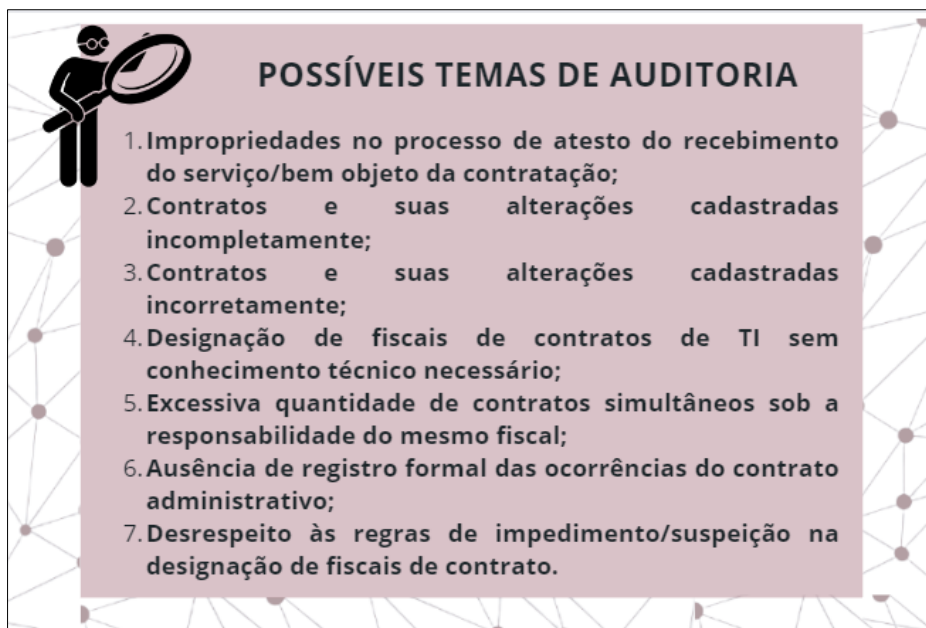 POSSÍVEIS TEMAS DE AUDITORIA
1. Impropriedades no processo de atesto do recebimento
do serviço/bem objeto da contratação;
2. Contratos e suas alterações cadastradas
incompletamente;
3. Contratos e suas alterações cadastradas
incorretamente;
4. Designação de fiscais de contratos de TI sem
conhecimento técnico necessário;
5. Excessiva quantidade de contratos simultâneos sob a
responsabilidade do mesmo fiscal;
6. Ausência de registro formal das ocorrências do contrato
administrativo;
7. Desrespeito às regras de impedimento/suspeição na
designação de fiscais de contrato.